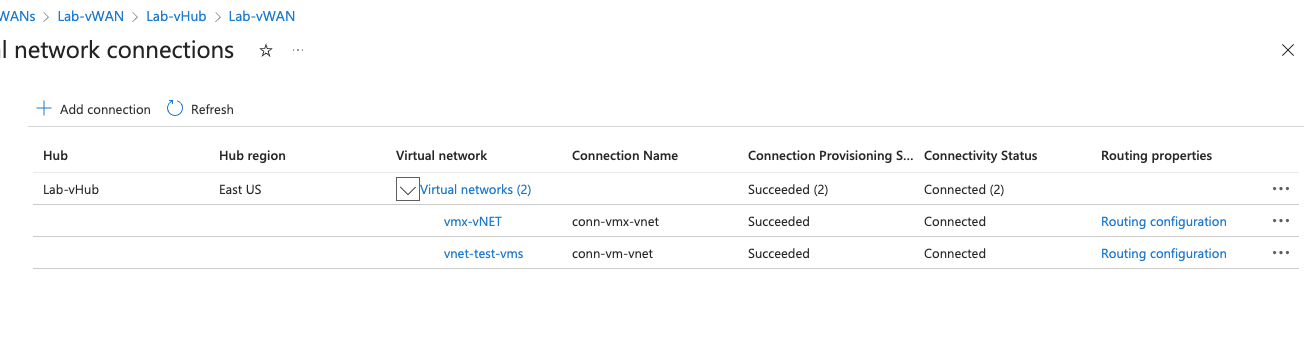 WANs > Lab-vWAN > Lab-vHub > Lab-vWAN
l network connections ☆ ...
+ Add connection Refresh
Hub Hub region Virtual network Connection Name Connection Provisioning S... Connectivity Status Routing properties
Lab-vHub East US Virtual networks (2) Succeeded (2) Connected (2) ...
vmx-vNET conn-vmx-vnet Succeeded Connected Routing configuration ...
vnet-test-vms conn-vm-vnet Succeeded Connected Routing configuration ...